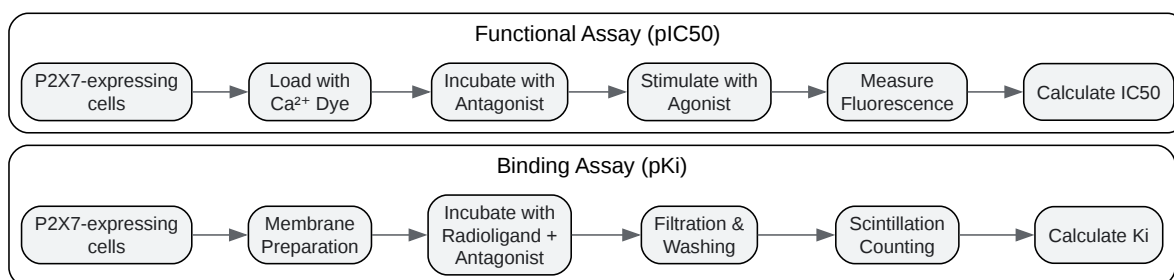 Functional Assay (pIC50)
P2X7-expressing
cells
Load with
Ca²⁺ Dye
Incubate with
Antagonist
Stimulate with
Agonist
Measure
Fluorescence
Calculate IC50
Binding Assay (pKi)
P2X7-expressing
cells
Membrane
Preparation
Incubate with
Radioligand +
Antagonist
Filtration &
Washing
Scintillation
Counting
Calculate Ki